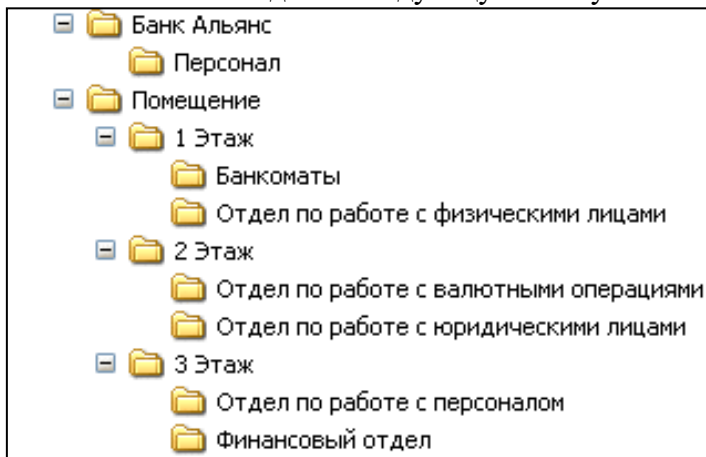 Банк Альянс
Персонал
Помещение
1 Этаж
Банкоматы
Отдел по работе с физическими лицами
2 Этаж
Отдел по работе с валютными операциями
Отдел по работе с юридическими лицами
3 Этаж
Отдел по работе с персоналом
Финансовый отдел